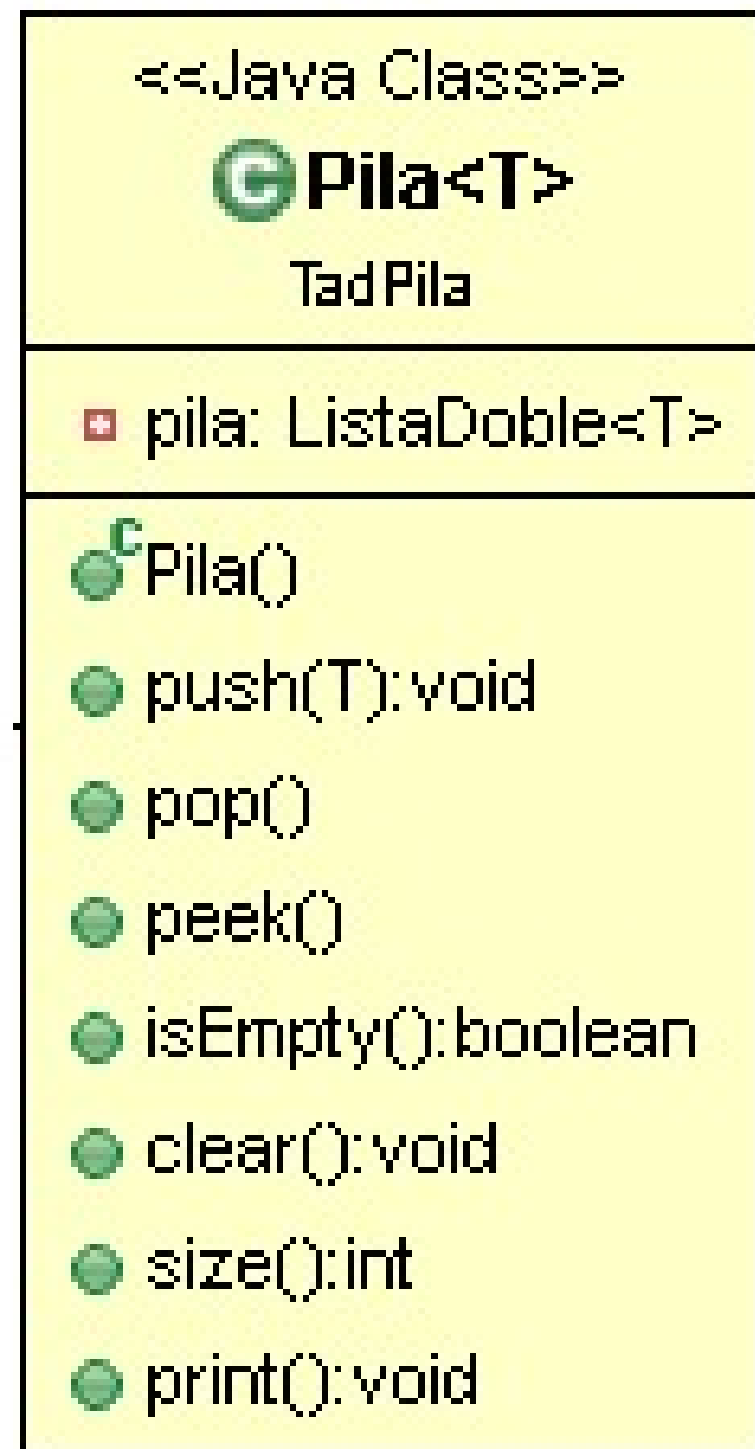 <<Java Class>>
Pila<T>
TadPila
pila: ListaDoble<T>
Pila()
push(T):void
pop()
peek()
isEmpty():boolean
clear():void
size():int
print():void